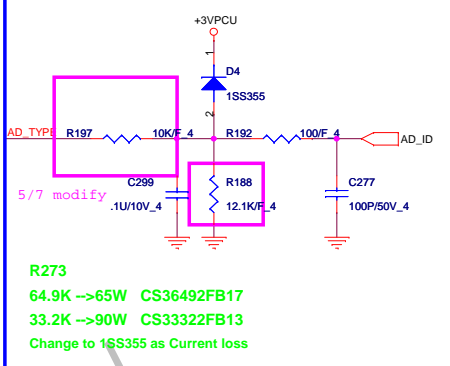 +3VPCU
1
D4
1SS355
2
AD_TYPE R197 10K/F_4 R192 100/F_4 AD_ID
5/7 modify
C299
.1U/10V_4
R188
12.1K/F_4
C277
100P/50V_4
R273
64.9K -->65W CS36492FB17
33.2K -->90W CS33322FB13
Change to 1SS355 as Current loss